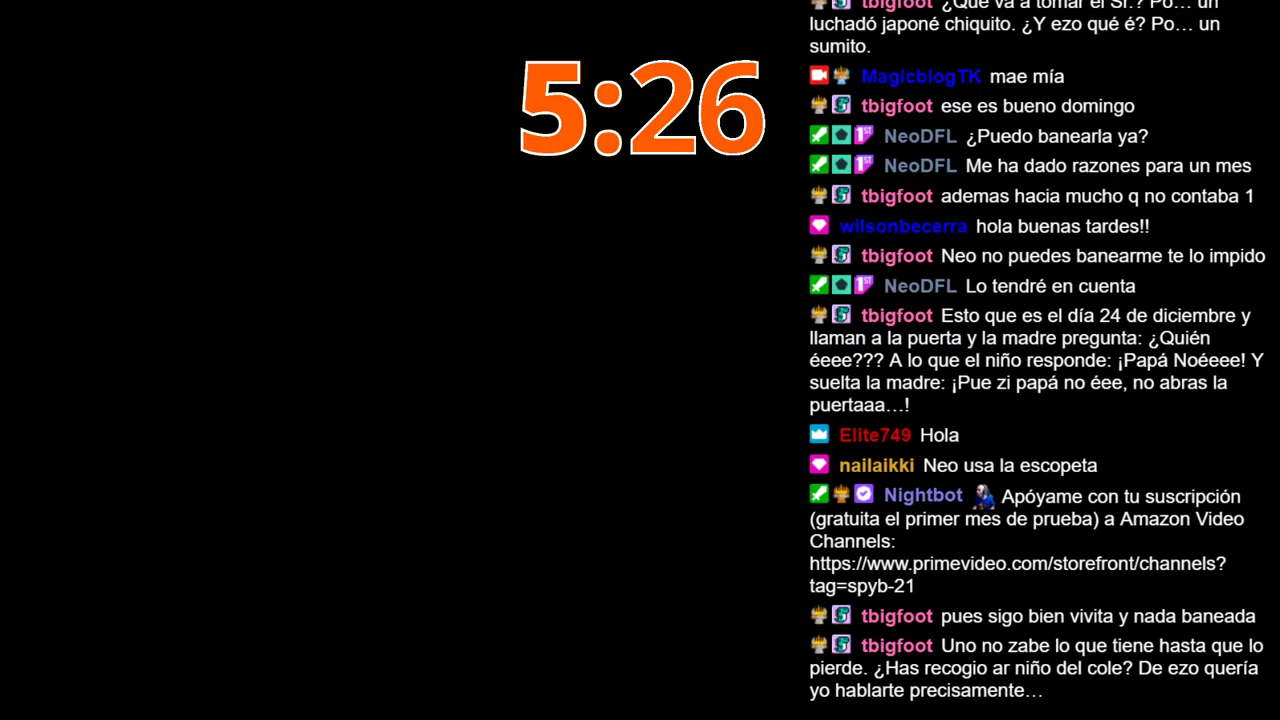 5:26
tbigfoot ¿Qué va a tomar el Sr.? Po… un
luchadó japoné chiquito. ¿Y ezo qué é? Po… un
sumito.
MagicblogTK mae mía
tbigfoot ese es bueno domingo
NeoDFL ¿Puedo banearla ya?
NeoDFL Me ha dado razones para un mes
tbigfoot ademas hacia mucho q no contaba 1
wilsonbecerra hola buenas tardes!!
tbigfoot Neo no puedes banearme te lo impido
NeoDFL Lo tendré en cuenta
tbigfoot Esto que es el día 24 de diciembre y
llaman a la puerta y la madre pregunta: ¿Quién
éeee??? A lo que el niño responde: ¡Papá Noéeee! Y
suelta la madre: ¡Pue zi papá no éee, no abras la
puertaaa…!
Elite749 Hola
nailaikki Neo usa la escopeta
Nightbot Apóyame con tu suscripción
(gratuita el primer mes de prueba) a Amazon Video
Channels:
https://www.primevideo.com/storefront/channels?
tag=spyb-21
tbigfoot pues sigo bien vivita y nada baneada
tbigfoot Uno no zabe lo que tiene hasta que lo
pierde. ¿Has recogio ar niño del cole? De ezo quería
yo hablarte precisamente…